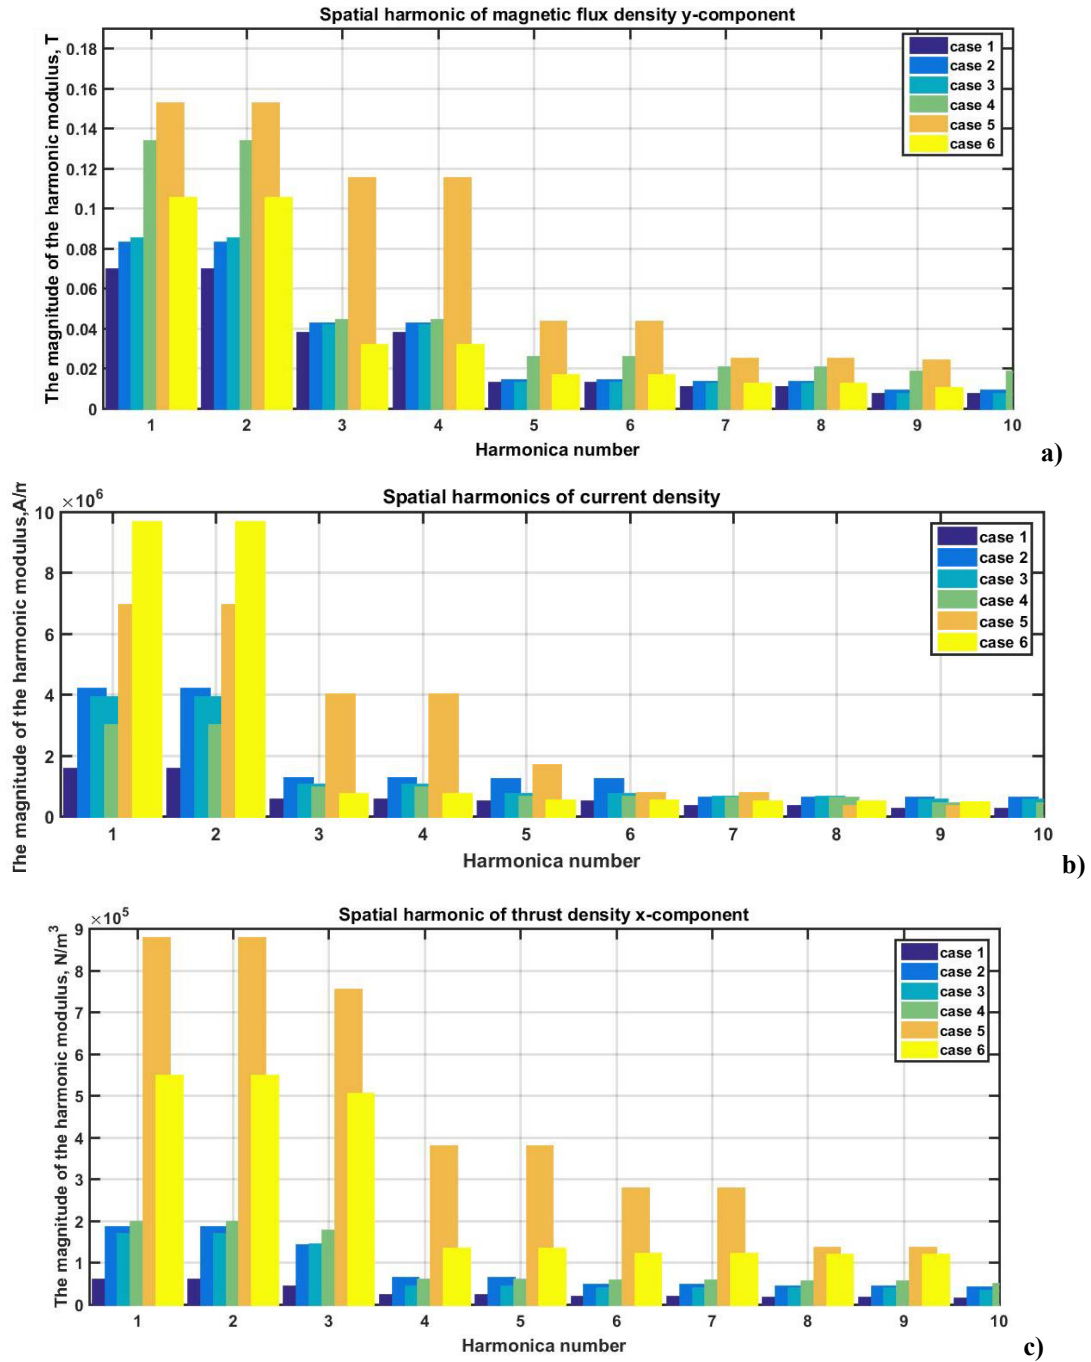 Spatial harmonic of magnetic flux density y-component
The magnitude of the harmonic modulus, T
0.18
0.16
0.14
0.12
0.1
0.08
0.06
0.04
0.02
0
case 1
case 2
case 3
case 4
case 5
case 6
1 2 3 4 5 6 7 8 9 10
Harmonica number
a)
Spatial harmonics of current density
×10⁶
The magnitude of the harmonic modulus,A/m
10
8
6
4
2
0
case 1
case 2
case 3
case 4
case 5
case 6
1 2 3 4 5 6 7 8 9 10
Harmonica number
b)
Spatial harmonic of thrust density x-component
×10⁵
The magnitude of the harmonic modulus, N/m³
9
8
7
6
5
4
3
2
1
0
case 1
case 2
case 3
case 4
case 5
case 6
1 2 3 4 5 6 7 8 9 10
Harmonica number
c)